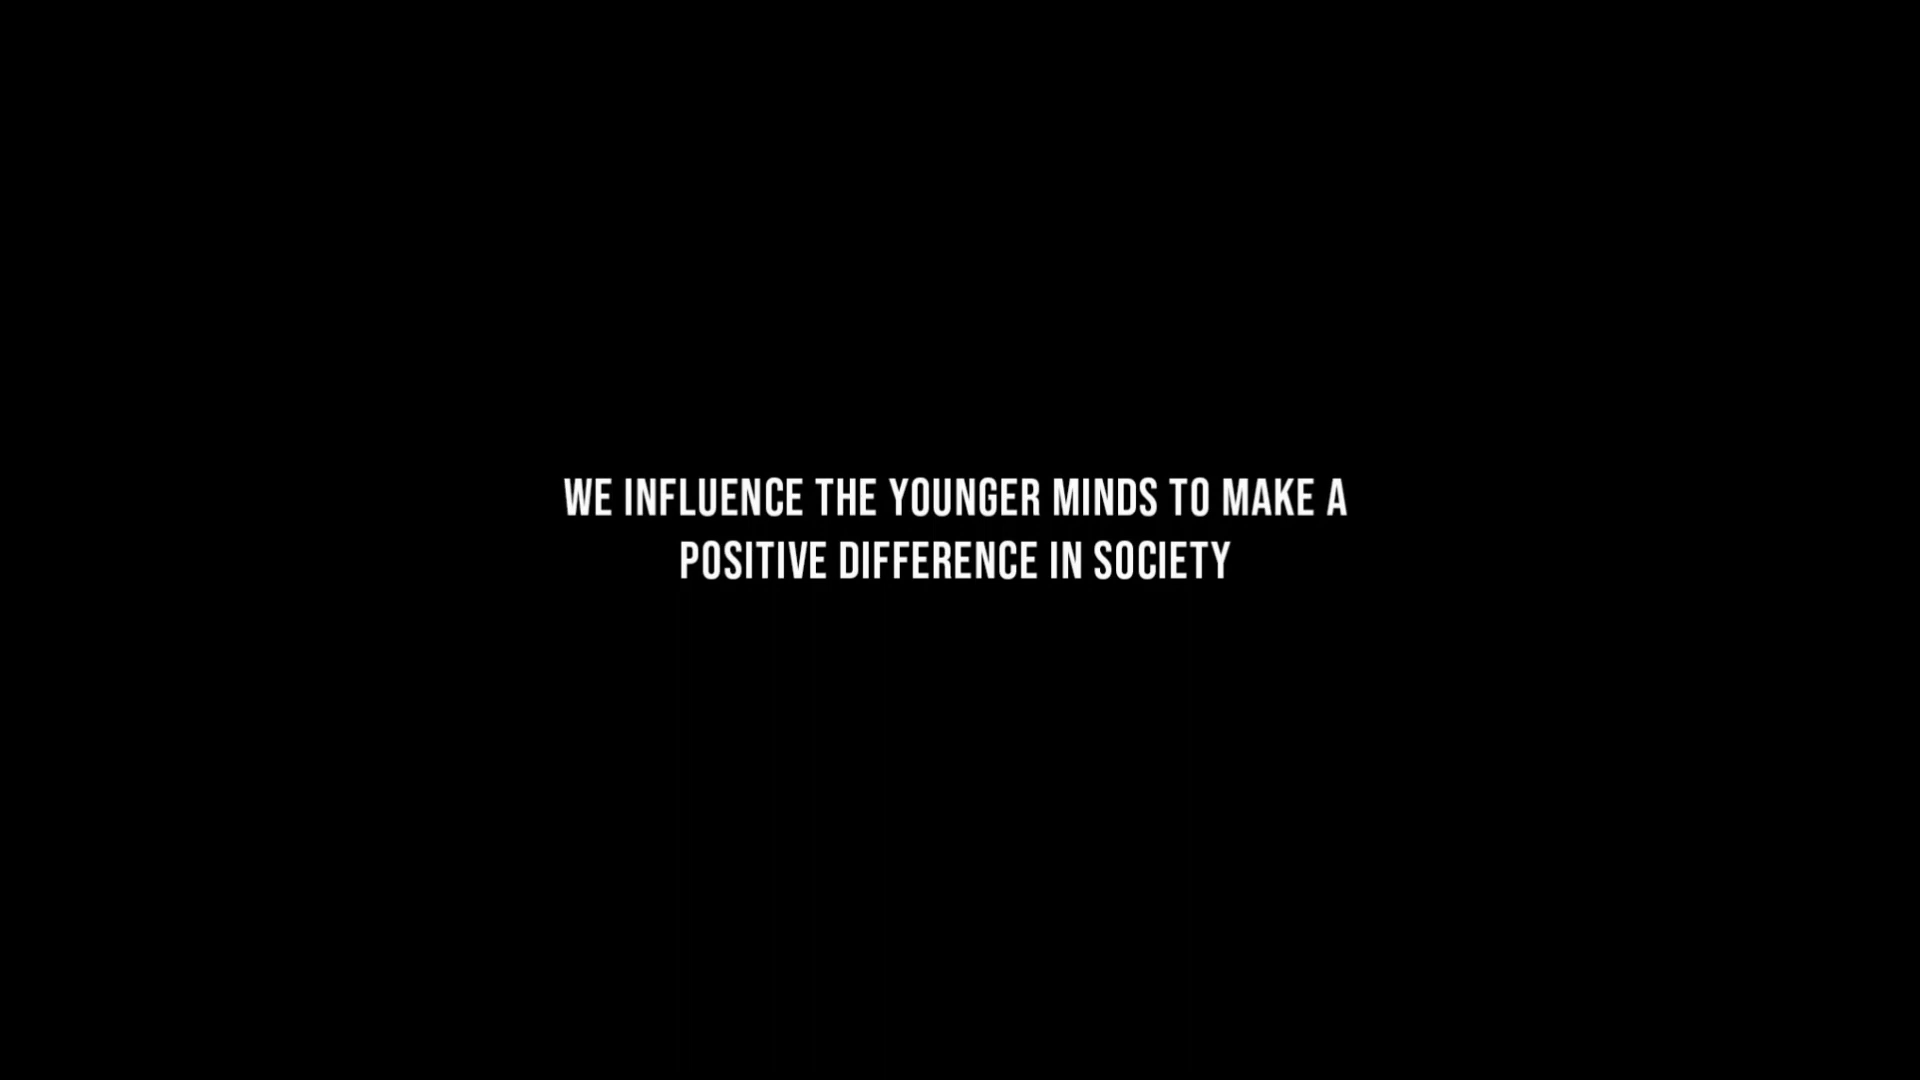 WE INFLUENCE THE YOUNGER MINDS TO MAKE A
POSITIVE DIFFERENCE IN SOCIETY